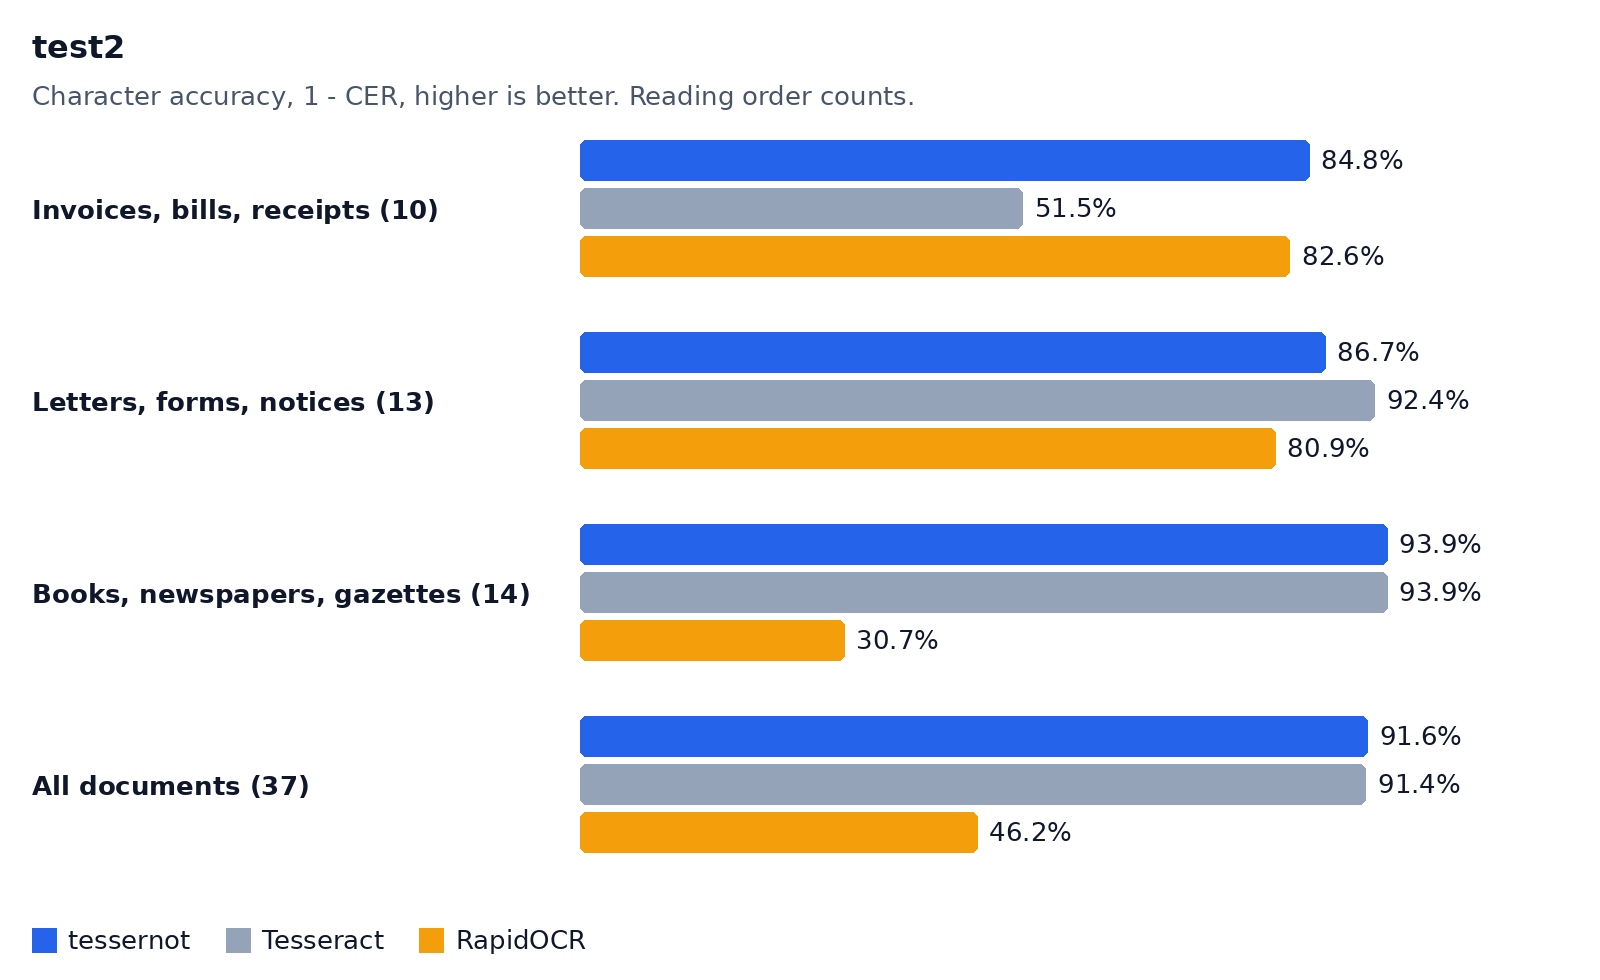 test2
Character accuracy, 1 - CER, higher is better. Reading order counts.
Invoices, bills, receipts (10)
84.8%
51.5%
82.6%
Letters, forms, notices (13)
86.7%
92.4%
80.9%
Books, newspapers, gazettes (14)
93.9%
93.9%
30.7%
All documents (37)
91.6%
91.4%
46.2%
tessernot Tesseract RapidOCR